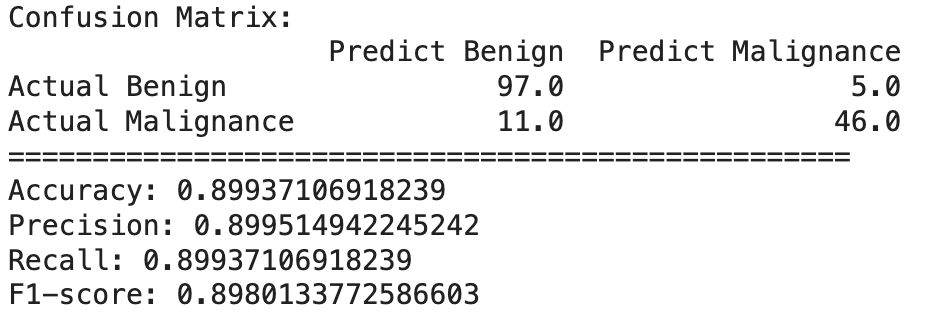 Confusion Matrix:
Predict Benign Predict Malignance
Actual Benign 97.0 5.0
Actual Malignance 11.0 46.0
==================================================
Accuracy: 0.89937106918239
Precision: 0.899514942245242
Recall: 0.89937106918239
F1-score: 0.8980133772586603